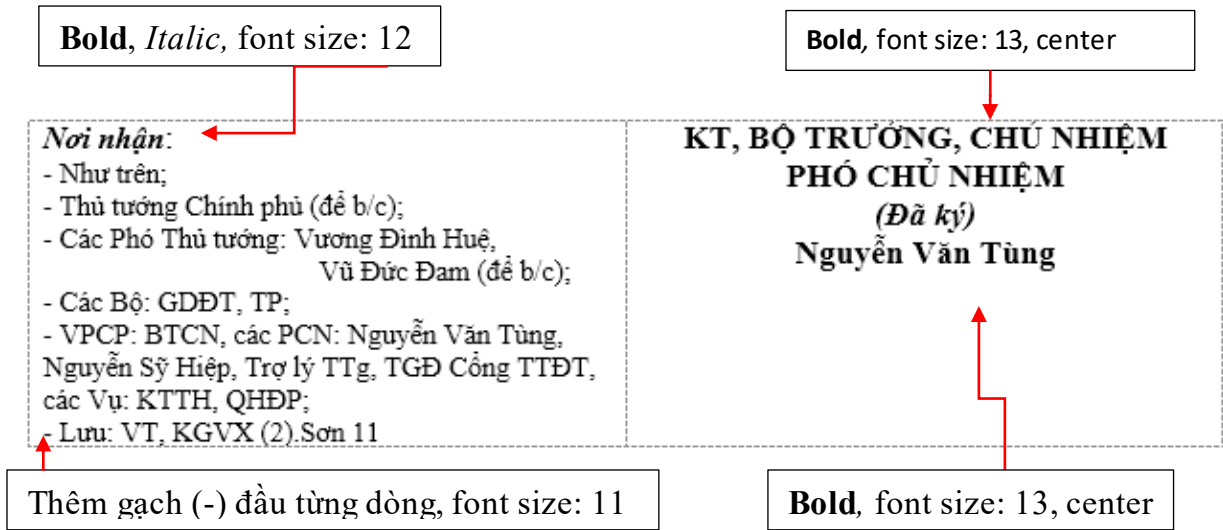 Bold, Italic, font size: 12
Bold, font size: 13, center
Nơi nhận:
- Như trên;
- Thủ tướng Chính phủ (để b/c);
- Các Phó Thủ tướng: Vương Đình Huệ,
Vũ Đức Đam (để b/c);
- Các Bộ: GDĐT, TP;
- VPCP: BTCN, các PCN: Nguyễn Văn Tùng,
Nguyễn Sỹ Hiệp, Trợ lý TTg, TGĐ Cổng TTĐT,
các Vụ: KTTH, QHĐP;
- Lưu: VT, KGVX (2).Sơn 11
KT, BỘ TRƯỞNG, CHỦ NHIỆM
PHÓ CHỦ NHIỆM
(Đã ký)
Nguyễn Văn Tùng
Thêm gạch (-) đầu từng dòng, font size: 11
Bold, font size: 13, center